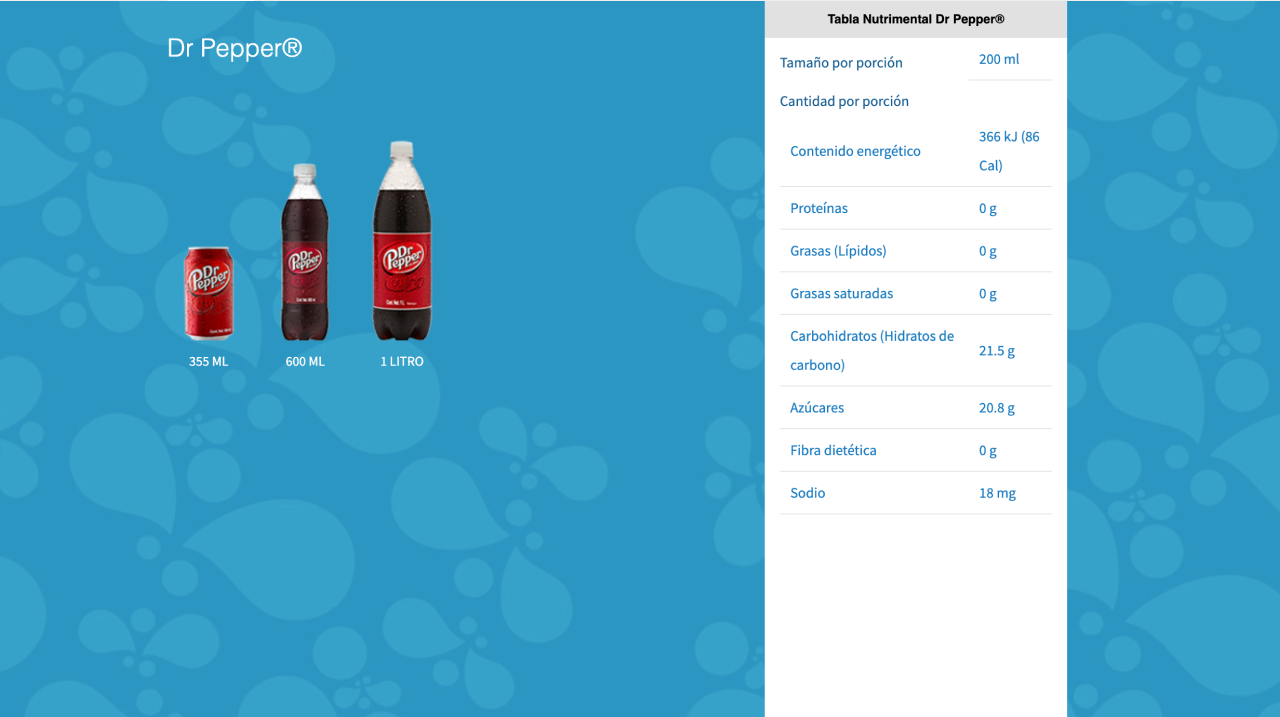 Dr Pepper®
Dr
Pepper
Dr
Pepper
Dr
Pepper
355 ML
600 ML
1 LITRO
Tabla Nutrimental Dr Pepper®
Tamaño por porción
200 ml
Cantidad por porción
Contenido energético
366 kJ (86
Cal)
Proteínas
0 g
Grasas (Lípidos)
0 g
Grasas saturadas
0 g
Carbohidratos (Hidratos de
carbono)
21.5 g
Azúcares
20.8 g
Fibra dietética
0 g
Sodio
18 mg